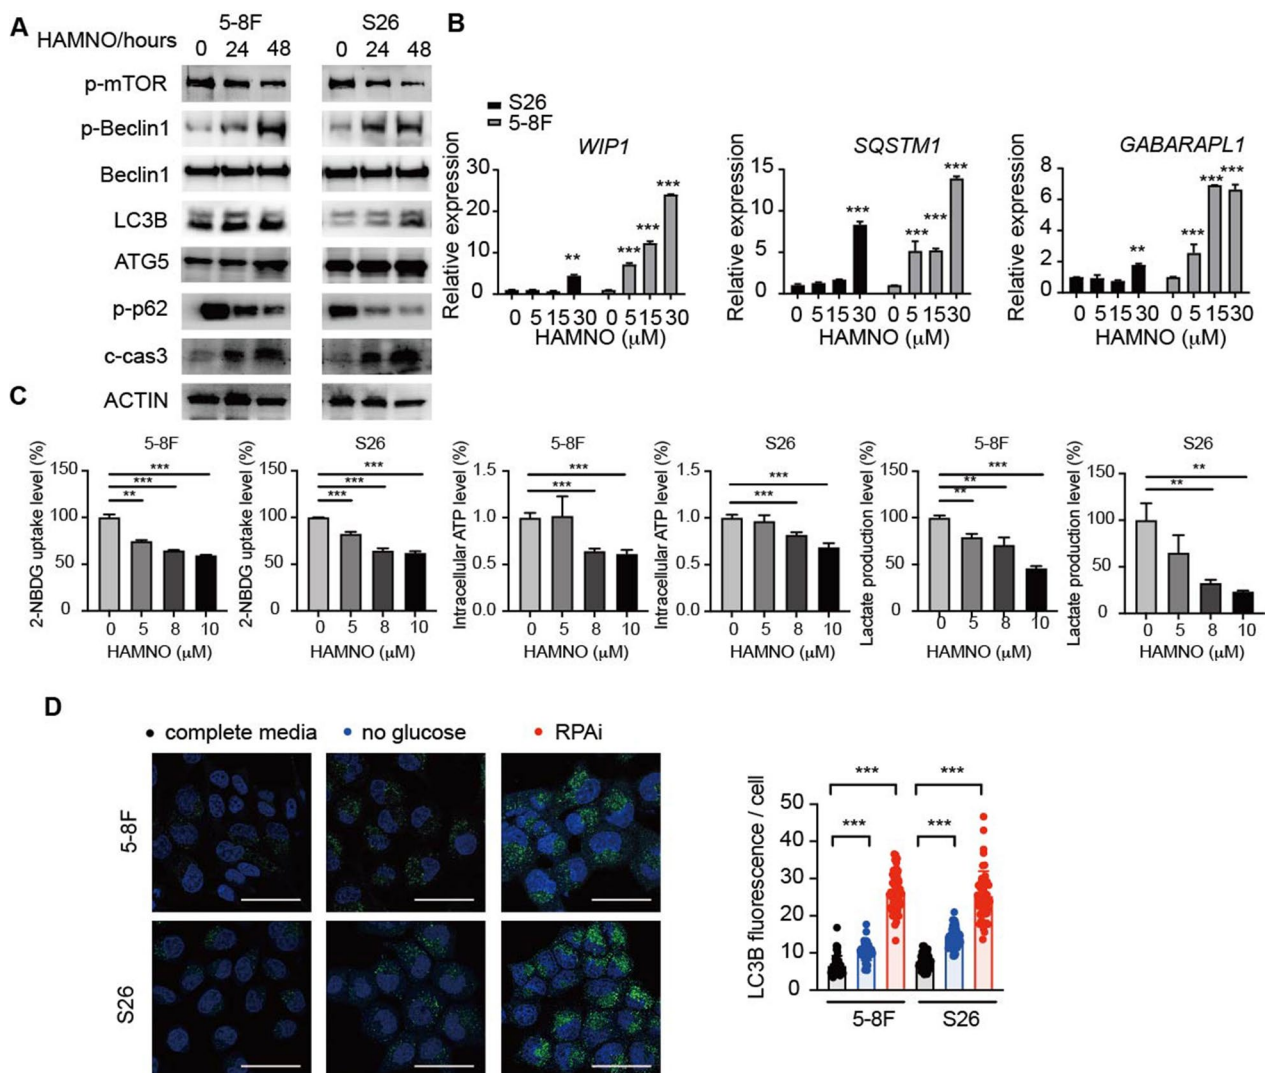 A
5-8F
S26
HAMNO/hours
0 24 48
0 24 48
p-mTOR
p-Beclin1
Beclin1
LC3B
ATG5
p-p62
c-cas3
ACTIN
B
S26
5-8F
WIP1
Relative expression
30
20
10
0
**
***
***
***
0 5 15 30 0 5 15 30
HAMNO (μM)
SQSTM1
Relative expression
15
10
5
0
***
***
***
***
0 5 15 30 0 5 15 30
HAMNO (μM)
GABARAPL1
Relative expression
8
6
4
2
0
**
***
***
***
0 5 15 30 0 5 15 30
HAMNO (μM)
C
5-8F
2-NBDG uptake level (%)
150
100
50
0
***
***
**
0 5 8 10
HAMNO (μM)
S26
2-NBDG uptake level (%)
150
100
50
0
***
***
***
0 5 8 10
HAMNO (μM)
5-8F
Intracellular ATP level (%)
1.5
1.0
0.5
0.0
***
***
0 5 8 10
HAMNO (μM)
S26
Intracellular ATP level (%)
1.5
1.0
0.5
0.0
***
***
0 5 8 10
HAMNO (μM)
5-8F
Lactate production level (%)
150
100
50
0
***
**
**
0 5 8 10
HAMNO (μM)
S26
Lactate production level (%)
150
100
50
0
**
**
0 5 8 10
HAMNO (μM)
D
complete media
no glucose
RPAi
5-8F
S26
LC3B fluorescence / cell
50
40
30
20
10
0
***
***
***
***
5-8F
S26